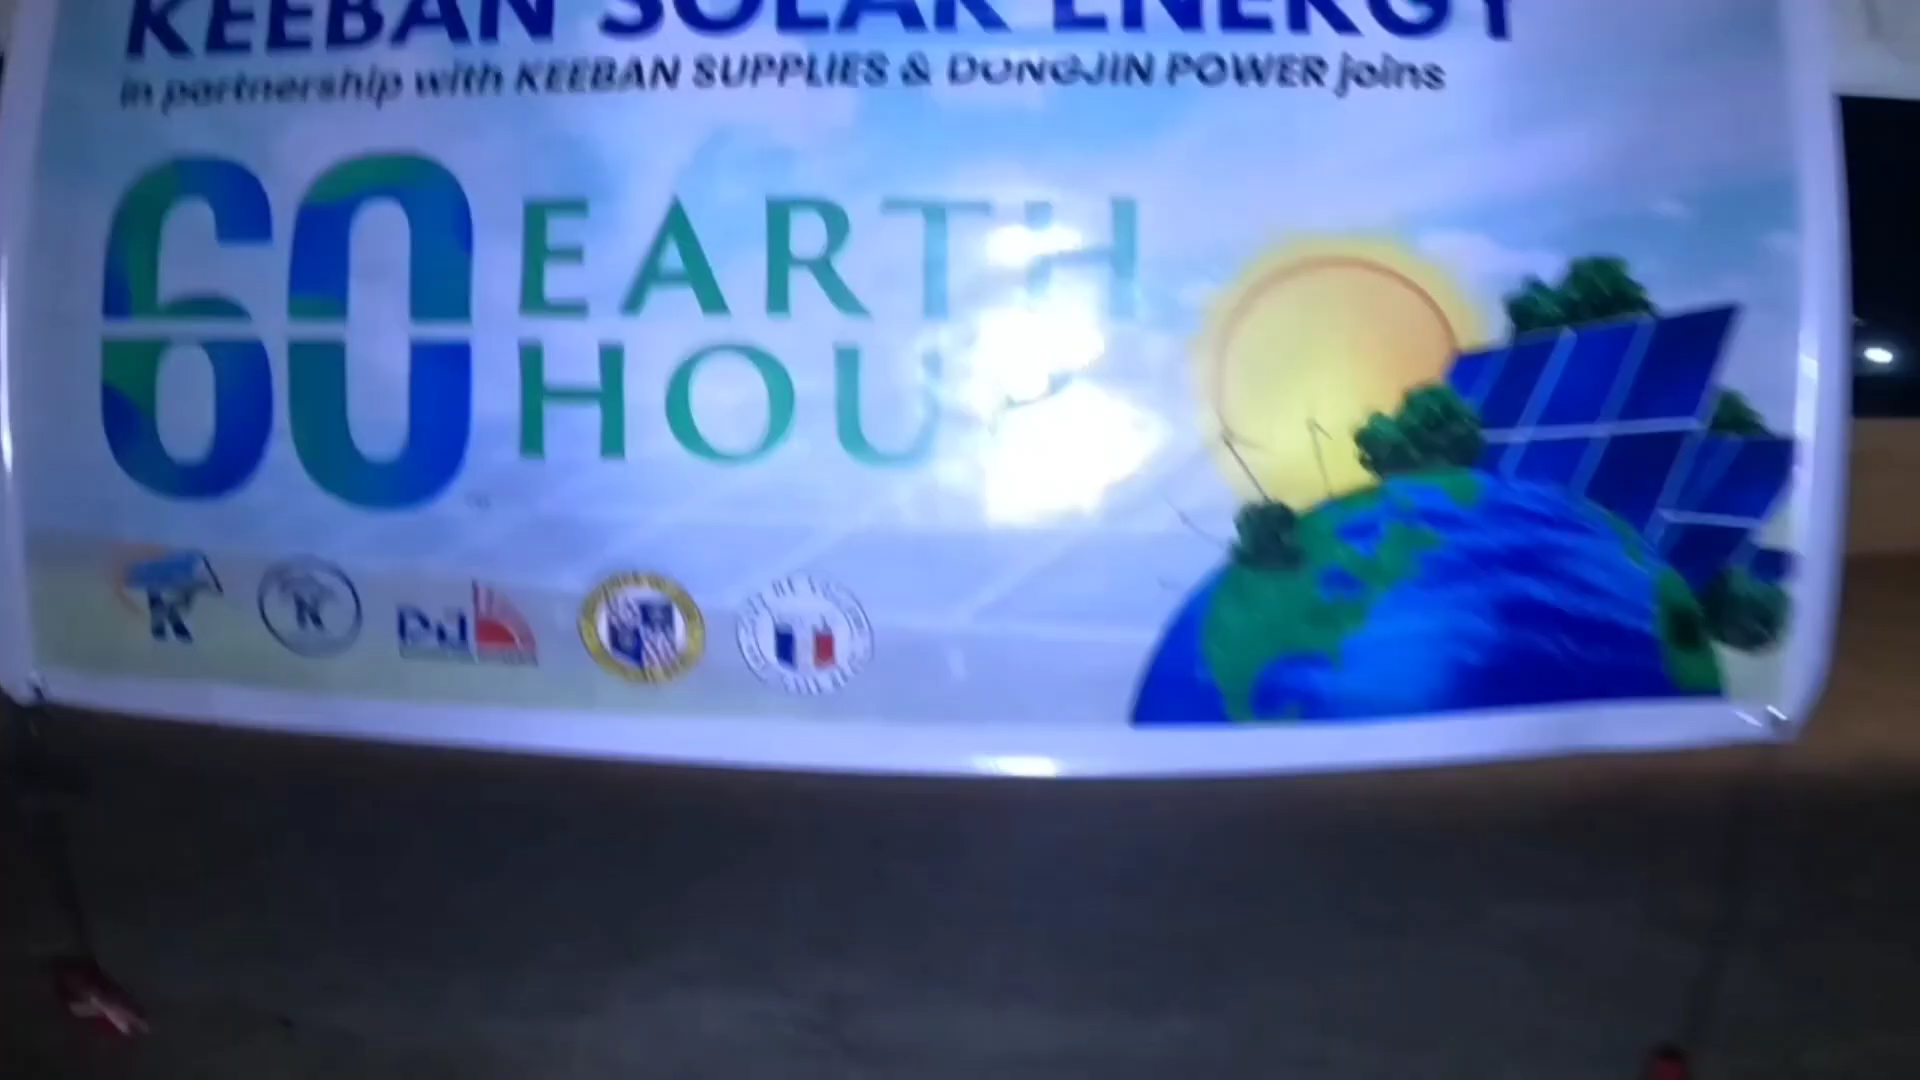 KEEBAN SOLAR ENERGY
in partnership with KEEBAN SUPPLIES & DONGJIN POWER joins
60
EARTH
HOU